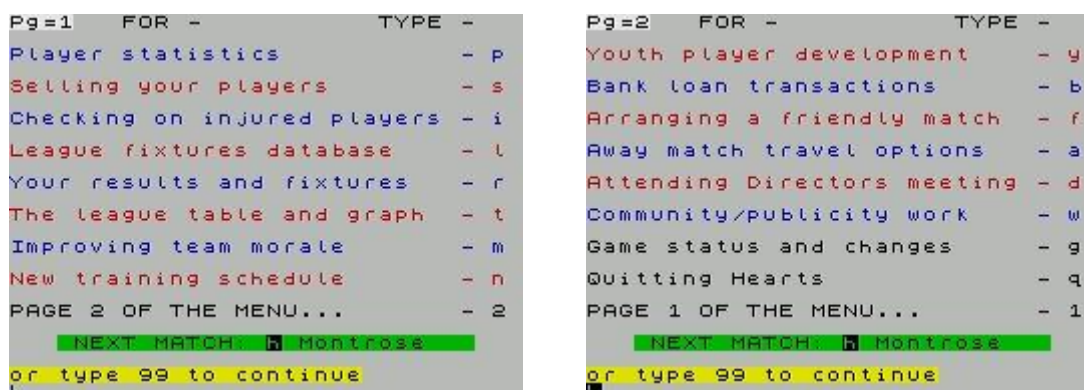 Pg=1 FOR - TYPE -
Player statistics - p
Selling your players - s
Checking on injured players - i
League fixtures database - l
Your results and fixtures - r
The league table and graph - t
Improving team morale - m
New training schedule - n
PAGE 2 OF THE MENU... - 2
NEXT MATCH: h Montrose
or type 99 to continue
Pg=2 FOR - TYPE -
Youth player development - y
Bank loan transactions - b
Arranging a friendly match - f
Away match travel options - a
Attending Directors meeting - d
Community/publicity work - w
Game status and changes - g
Quitting Hearts - q
PAGE 1 OF THE MENU... - 1
NEXT MATCH: h Montrose
or type 99 to continue